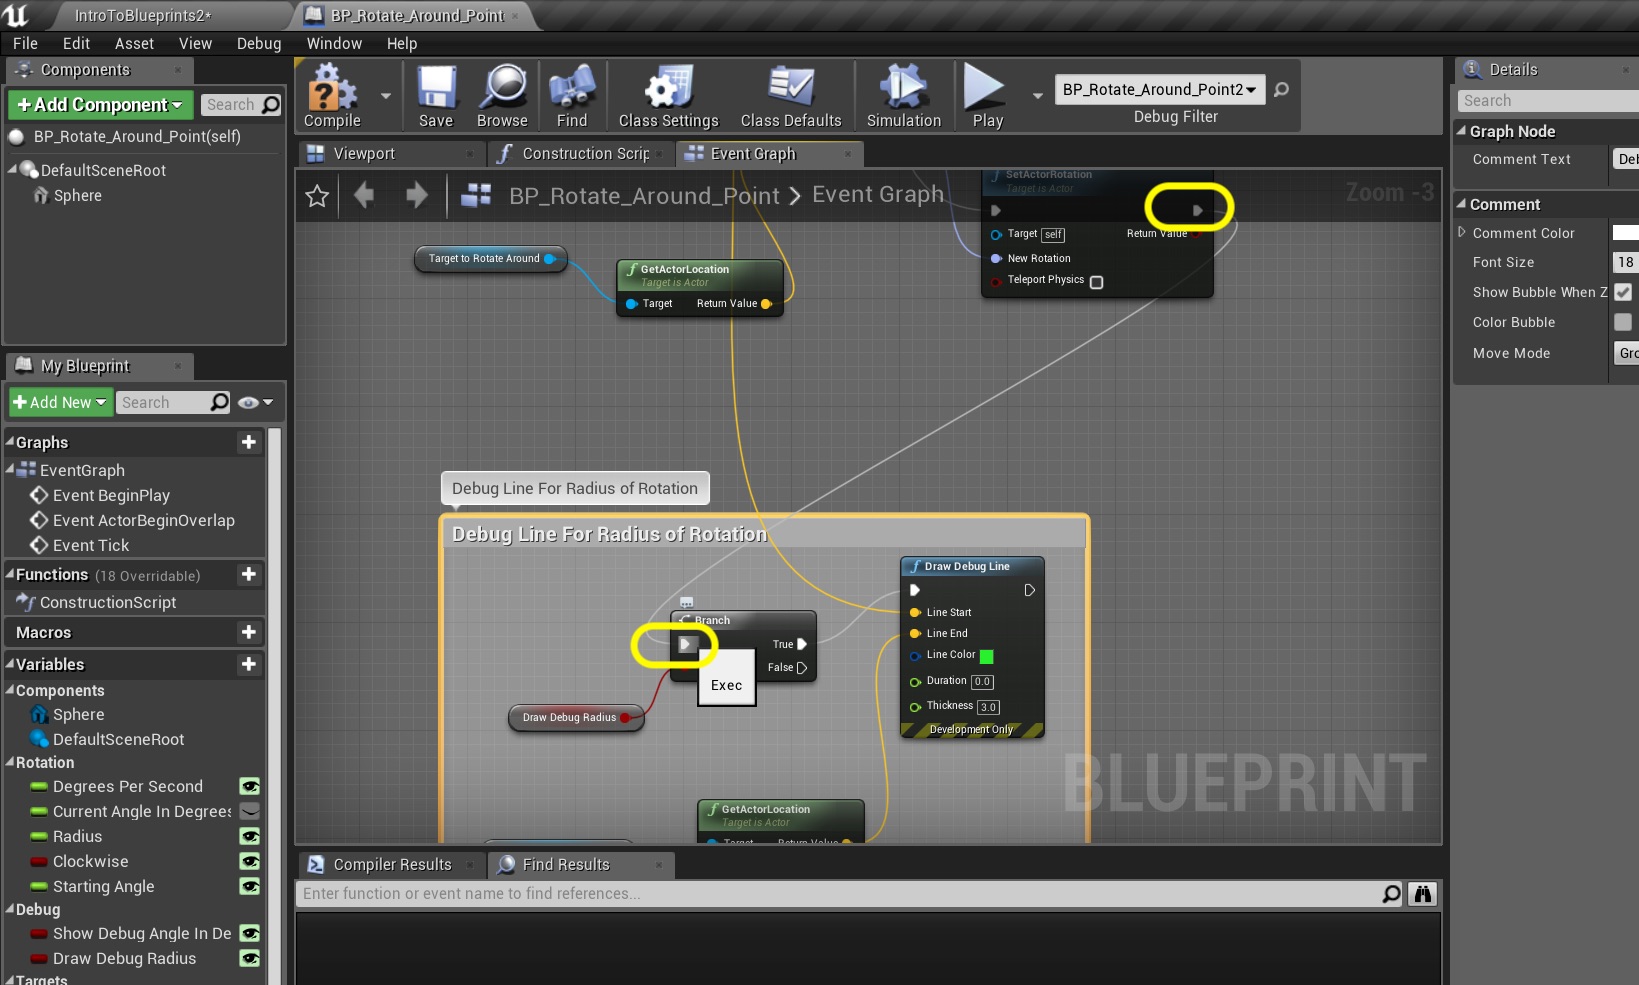 IntroToBlueprints2*
BP_Rotate_Around_Point
File Edit Asset View Debug Window Help
Components
+Add Component
Search
BP_Rotate_Around_Point(self)
DefaultSceneRoot
Sphere
My Blueprint
+Add New
Search
Graphs
EventGraph
Event BeginPlay
Event ActorBeginOverlap
Event Tick
Functions (18 Overridable)
ConstructionScript
Macros
Variables
Components
Sphere
DefaultSceneRoot
Rotation
Degrees Per Second
Current Angle In Degrees
Radius
Clockwise
Starting Angle
Debug
Show Debug Angle In De
Draw Debug Radius
Targets
Compile
Save
Browse
Find
Class Settings
Class Defaults
Simulation
Play
BP_Rotate_Around_Point2
Debug Filter
Viewport
Construction Scrip
Event Graph
BP_Rotate_Around_Point > Event Graph
Zoom -3
SetActorRotation
Target is Actor
Target self
Return Value
New Rotation
Teleport Physics
Target to Rotate Around
GetActorLocation
Target is Actor
Target Return Value
Debug Line For Radius of Rotation
Debug Line For Radius of Rotation
Branch
True
False
Exec
Draw Debug Radius
Draw Debug Line
Line Start
Line End
Line Color
Duration 0.0
Thickness 3.0
Development Only
GetActorLocation
Target is Actor
Target Return Value
BLUEPRINT
Compiler Results
Find Results
Enter function or event name to find references...
Details
Search
Graph Node
Comment Text Del
Comment
Comment Color
Font Size 18
Show Bubble When Z
Color Bubble
Move Mode Gro